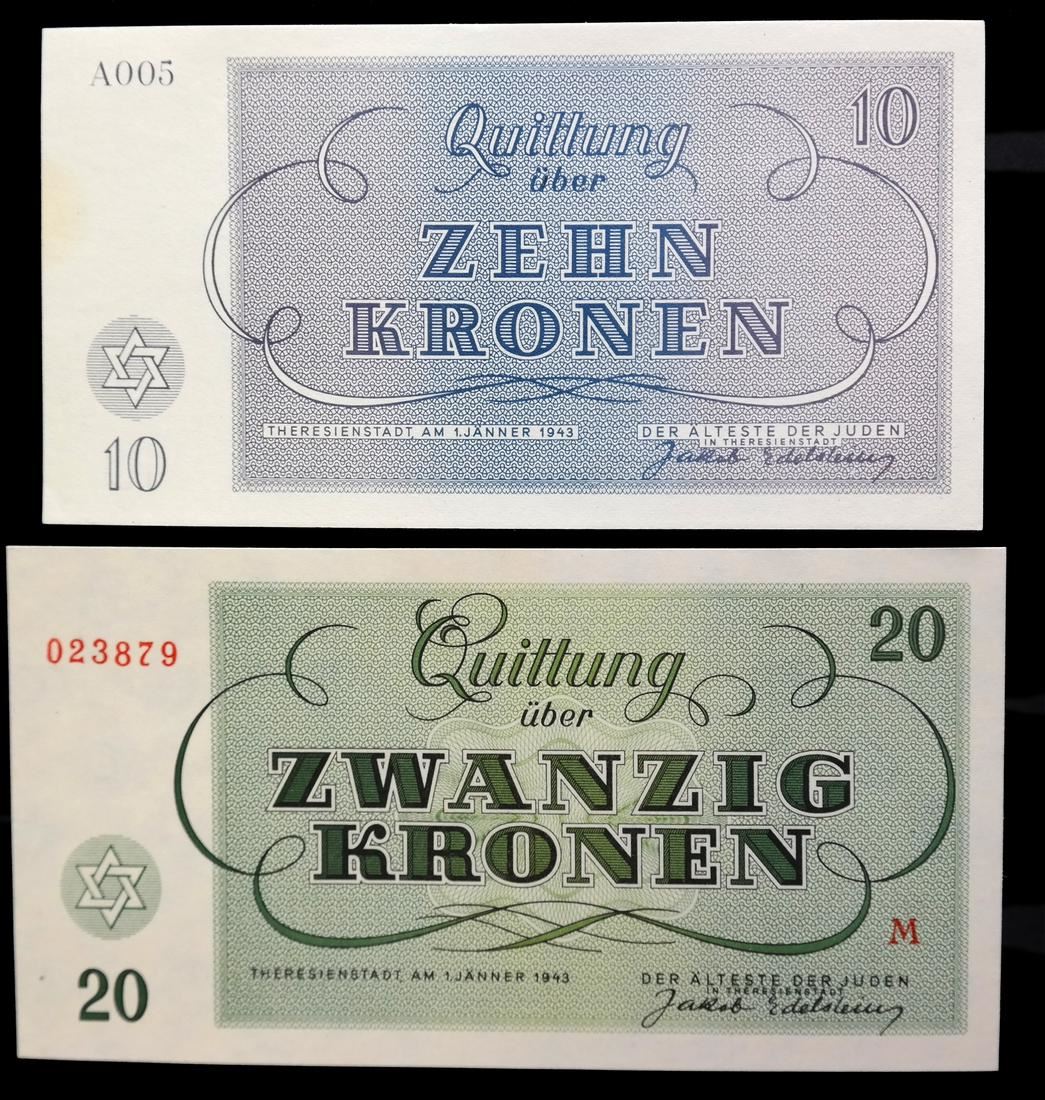 A005
10
Quittung
über
ZEHN
KRONEN
10
THERESIENSTADT, AM 1. JÄNNER 1943
DER ÄLTESTE DER JUDEN
IN THERESIENSTADT
Jakob Edelstein
023879
20
Quittung
über
ZWANZIG
KRONEN
M
20
THERESIENSTADT, AM 1. JÄNNER 1943
DER ÄLTESTE DER JUDEN
IN THERESIENSTADT
Jakob Edelstein